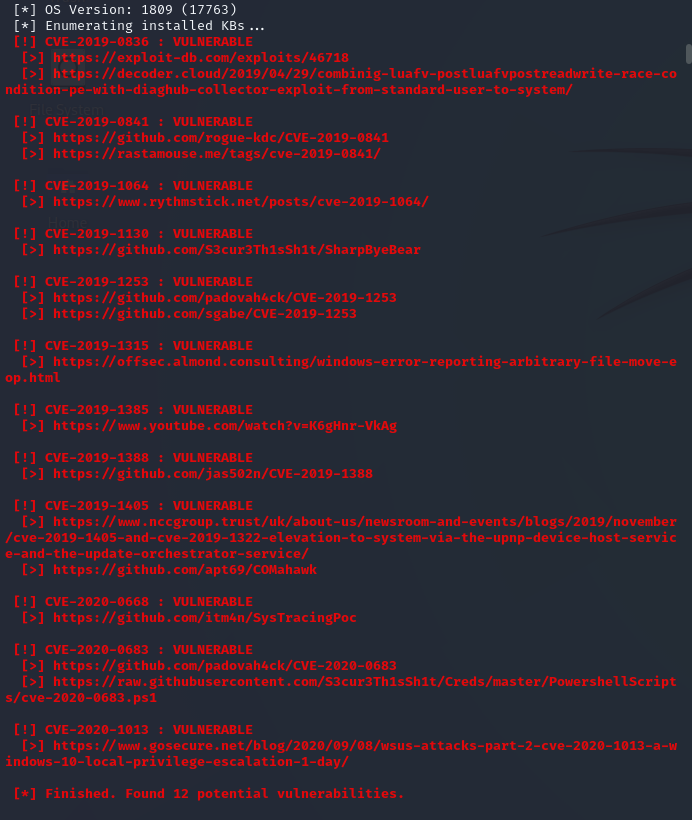 [*] OS Version: 1809 (17763)
[*] Enumerating installed KBs...
[!] CVE-2019-0836 : VULNERABLE
[>] https://exploit-db.com/exploits/46718
[>] https://decoder.cloud/2019/04/29/combinig-luafv-postluafvpostreadwrite-race-co
ndition-pe-with-diaghub-collector-exploit-from-standard-user-to-system/
File System
[!] CVE-2019-0841 : VULNERABLE
[>] https://github.com/rogue-kdc/CVE-2019-0841
[>] https://rastamouse.me/tags/cve-2019-0841/
[!] CVE-2019-1064 : VULNERABLE
[>] https://www.rythmstick.net/posts/cve-2019-1064/
Home
[!] CVE-2019-1130 : VULNERABLE
[>] https://github.com/S3cur3Th1sSh1t/SharpByeBear
[!] CVE-2019-1253 : VULNERABLE
[>] https://github.com/padovah4ck/CVE-2019-1253
[>] https://github.com/sgabe/CVE-2019-1253
[!] CVE-2019-1315 : VULNERABLE
[>] https://offsec.almond.consulting/windows-error-reporting-arbitrary-file-move-e
op.html
[!] CVE-2019-1385 : VULNERABLE
[>] https://www.youtube.com/watch?v=K6gHnr-VkAg
[!] CVE-2019-1388 : VULNERABLE
[>] https://github.com/jas502n/CVE-2019-1388
[!] CVE-2019-1405 : VULNERABLE
[>] https://www.nccgroup.trust/uk/about-us/newsroom-and-events/blogs/2019/november
/cve-2019-1405-and-cve-2019-1322-elevation-to-system-via-the-upnp-device-host-servic
e-and-the-update-orchestrator-service/
[>] https://github.com/apt69/COMahawk
[!] CVE-2020-0668 : VULNERABLE
[>] https://github.com/itm4n/SysTracingPoc
[!] CVE-2020-0683 : VULNERABLE
[>] https://github.com/padovah4ck/CVE-2020-0683
[>] https://raw.githubusercontent.com/S3cur3Th1sSh1t/Creds/master/PowershellScript
s/cve-2020-0683.ps1
[!] CVE-2020-1013 : VULNERABLE
[>] https://www.gosecure.net/blog/2020/09/08/wsus-attacks-part-2-cve-2020-1013-a-w
indows-10-local-privilege-escalation-1-day/
[*] Finished. Found 12 potential vulnerabilities.